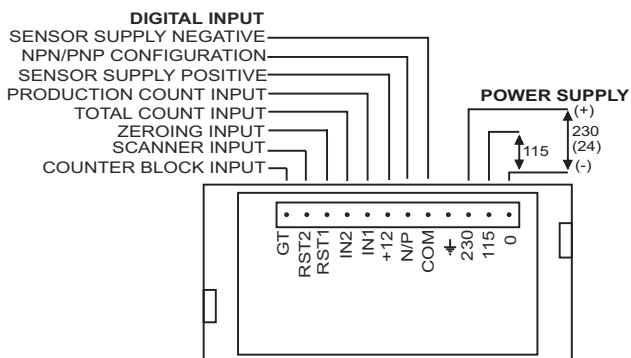 DIGITAL INPUT
SENSOR SUPPLY NEGATIVE
NPN/PNP CONFIGURATION
SENSOR SUPPLY POSITIVE
PRODUCTION COUNT INPUT
TOTAL COUNT INPUT
ZEROING INPUT
SCANNER INPUT
COUNTER BLOCK INPUT
POWER SUPPLY
(+)
230
(24)
115
(-)
GT
RST2
RST1
IN2
IN1
+12
N/P
COM
⏚
230
115
0